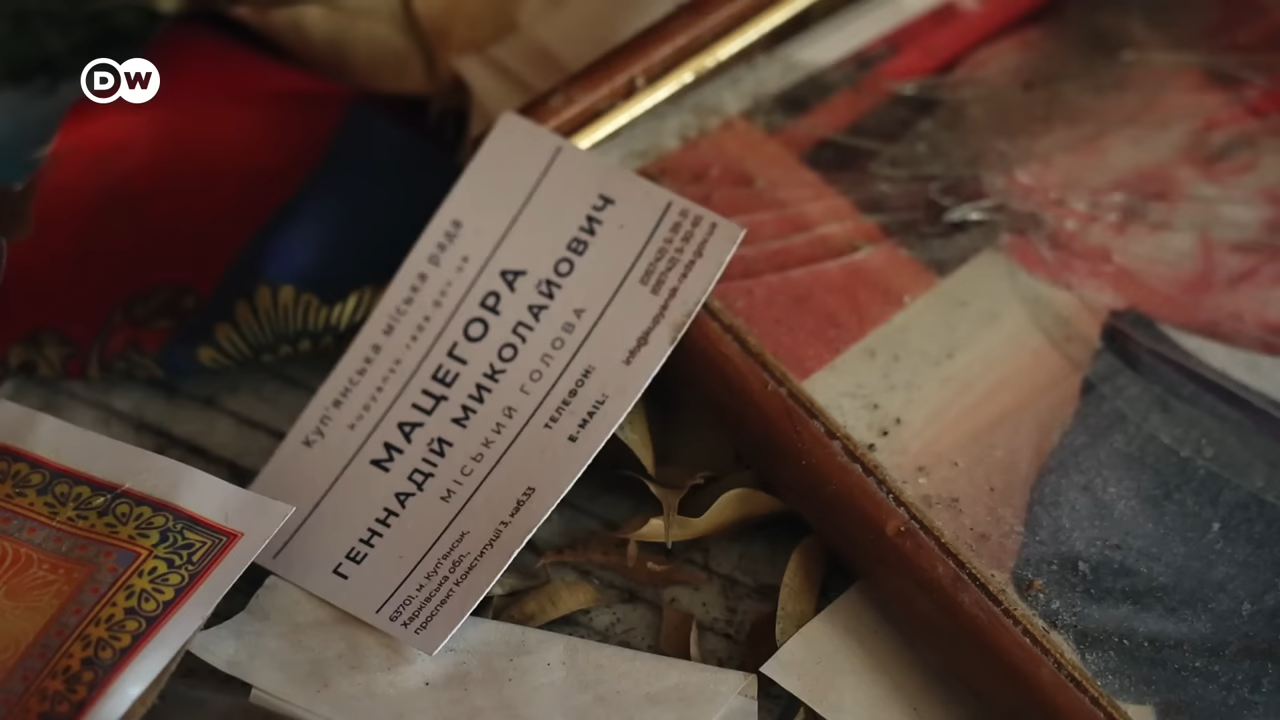 DW
Куп'янська міська рада
МАЦЕГОРА
ГЕННАДІЙ МИКОЛАЙОВИЧ
МІСЬКИЙ ГОЛОВА
ТЕЛЕФОН:
E-MAIL:
63701, м. Куп'янськ,
Харківська обл.,
проспект Конституції 3, каб.33